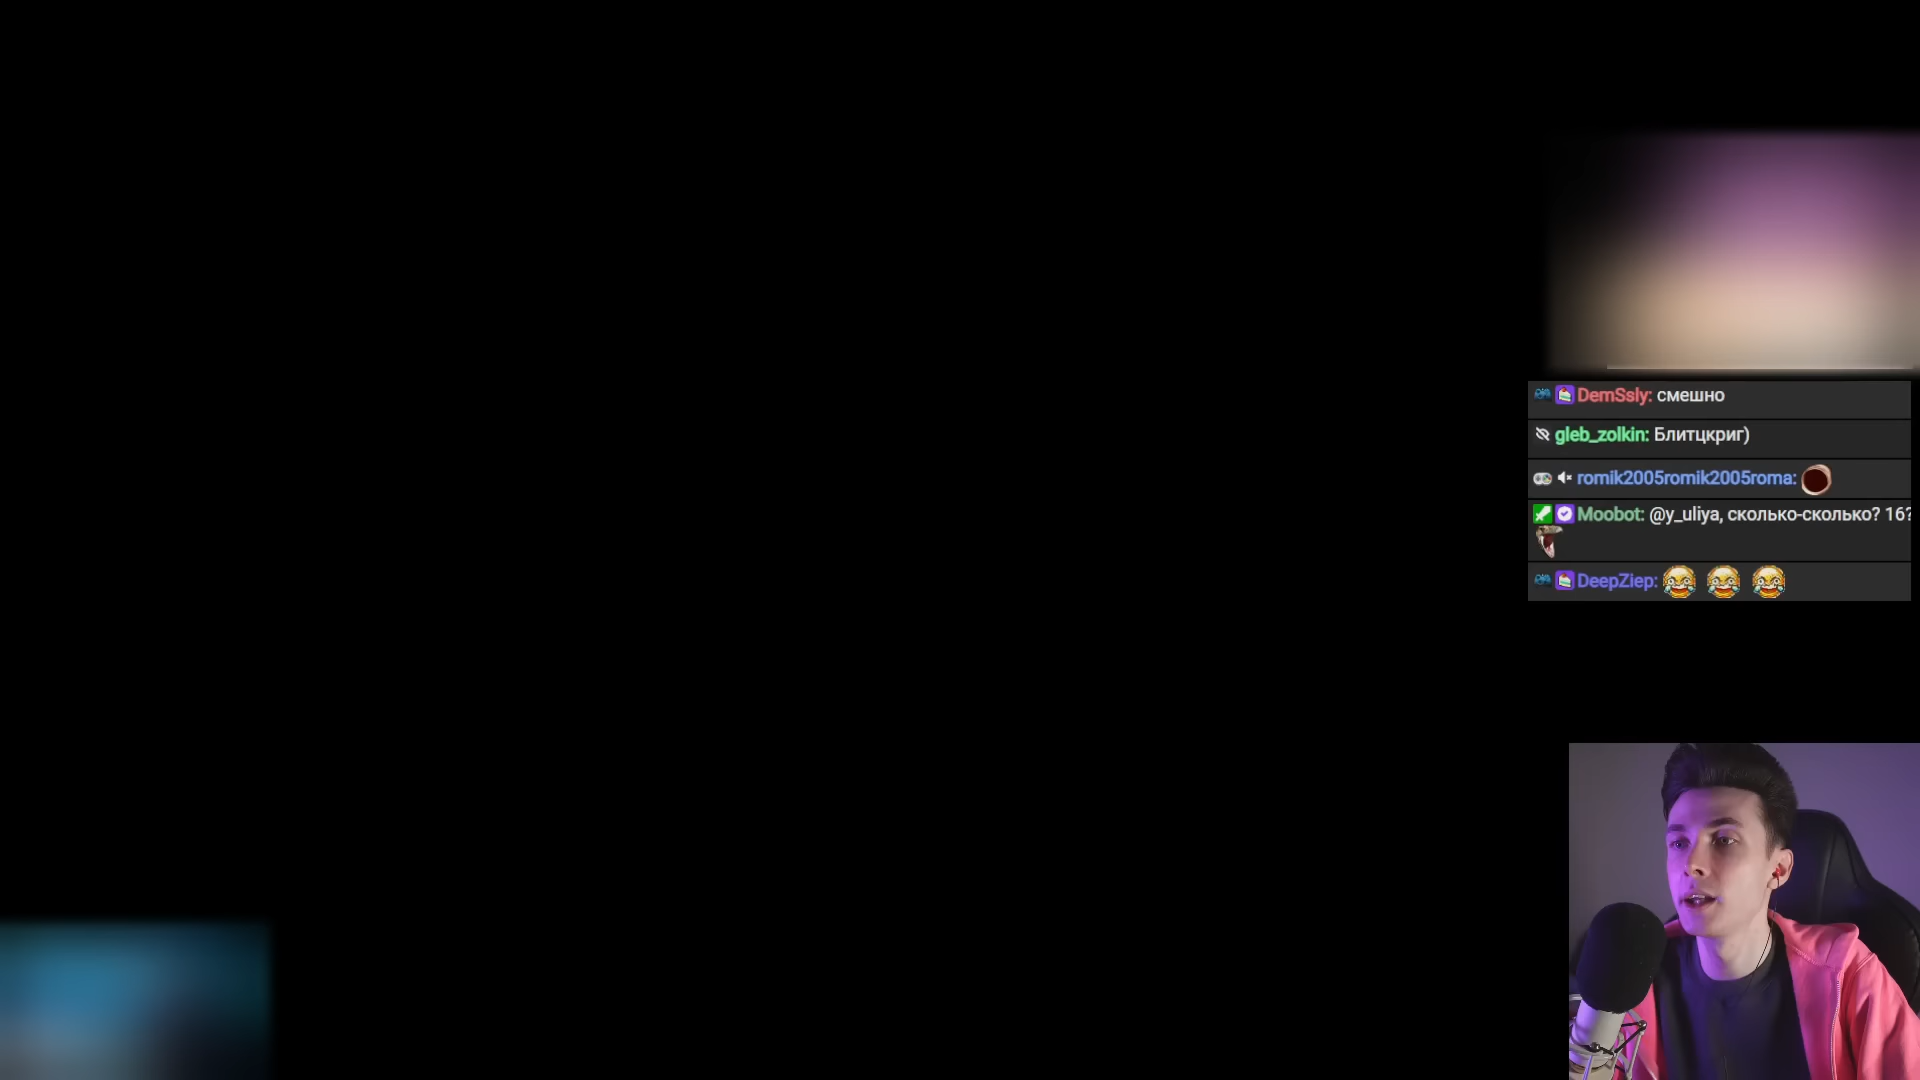 DemSsly: смешно
gleb_zolkin: Блитцкриг)
romik2005romik2005roma:
Moobot: @y_uliya, сколько-сколько? 16?
DeepZiep: